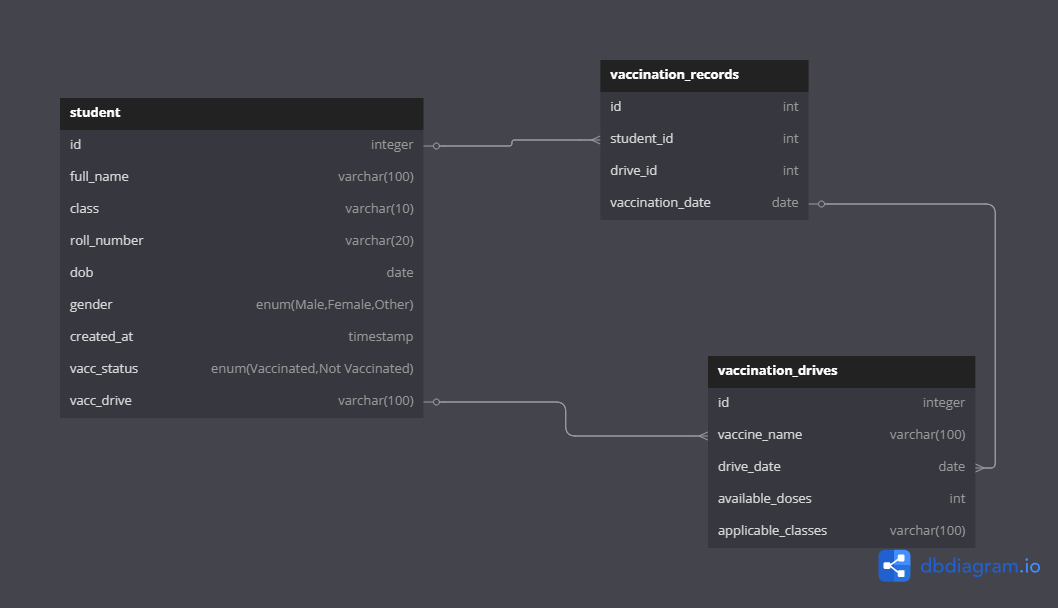 student
id integer
full_name varchar(100)
class varchar(10)
roll_number varchar(20)
dob date
gender enum(Male,Female,Other)
created_at timestamp
vacc_status enum(Vaccinated,Not Vaccinated)
vacc_drive varchar(100)
vaccination_records
id int
student_id int
drive_id int
vaccination_date date
vaccination_drives
id integer
vaccine_name varchar(100)
drive_date date
available_doses int
applicable_classes varchar(100)
dbdiagram.io